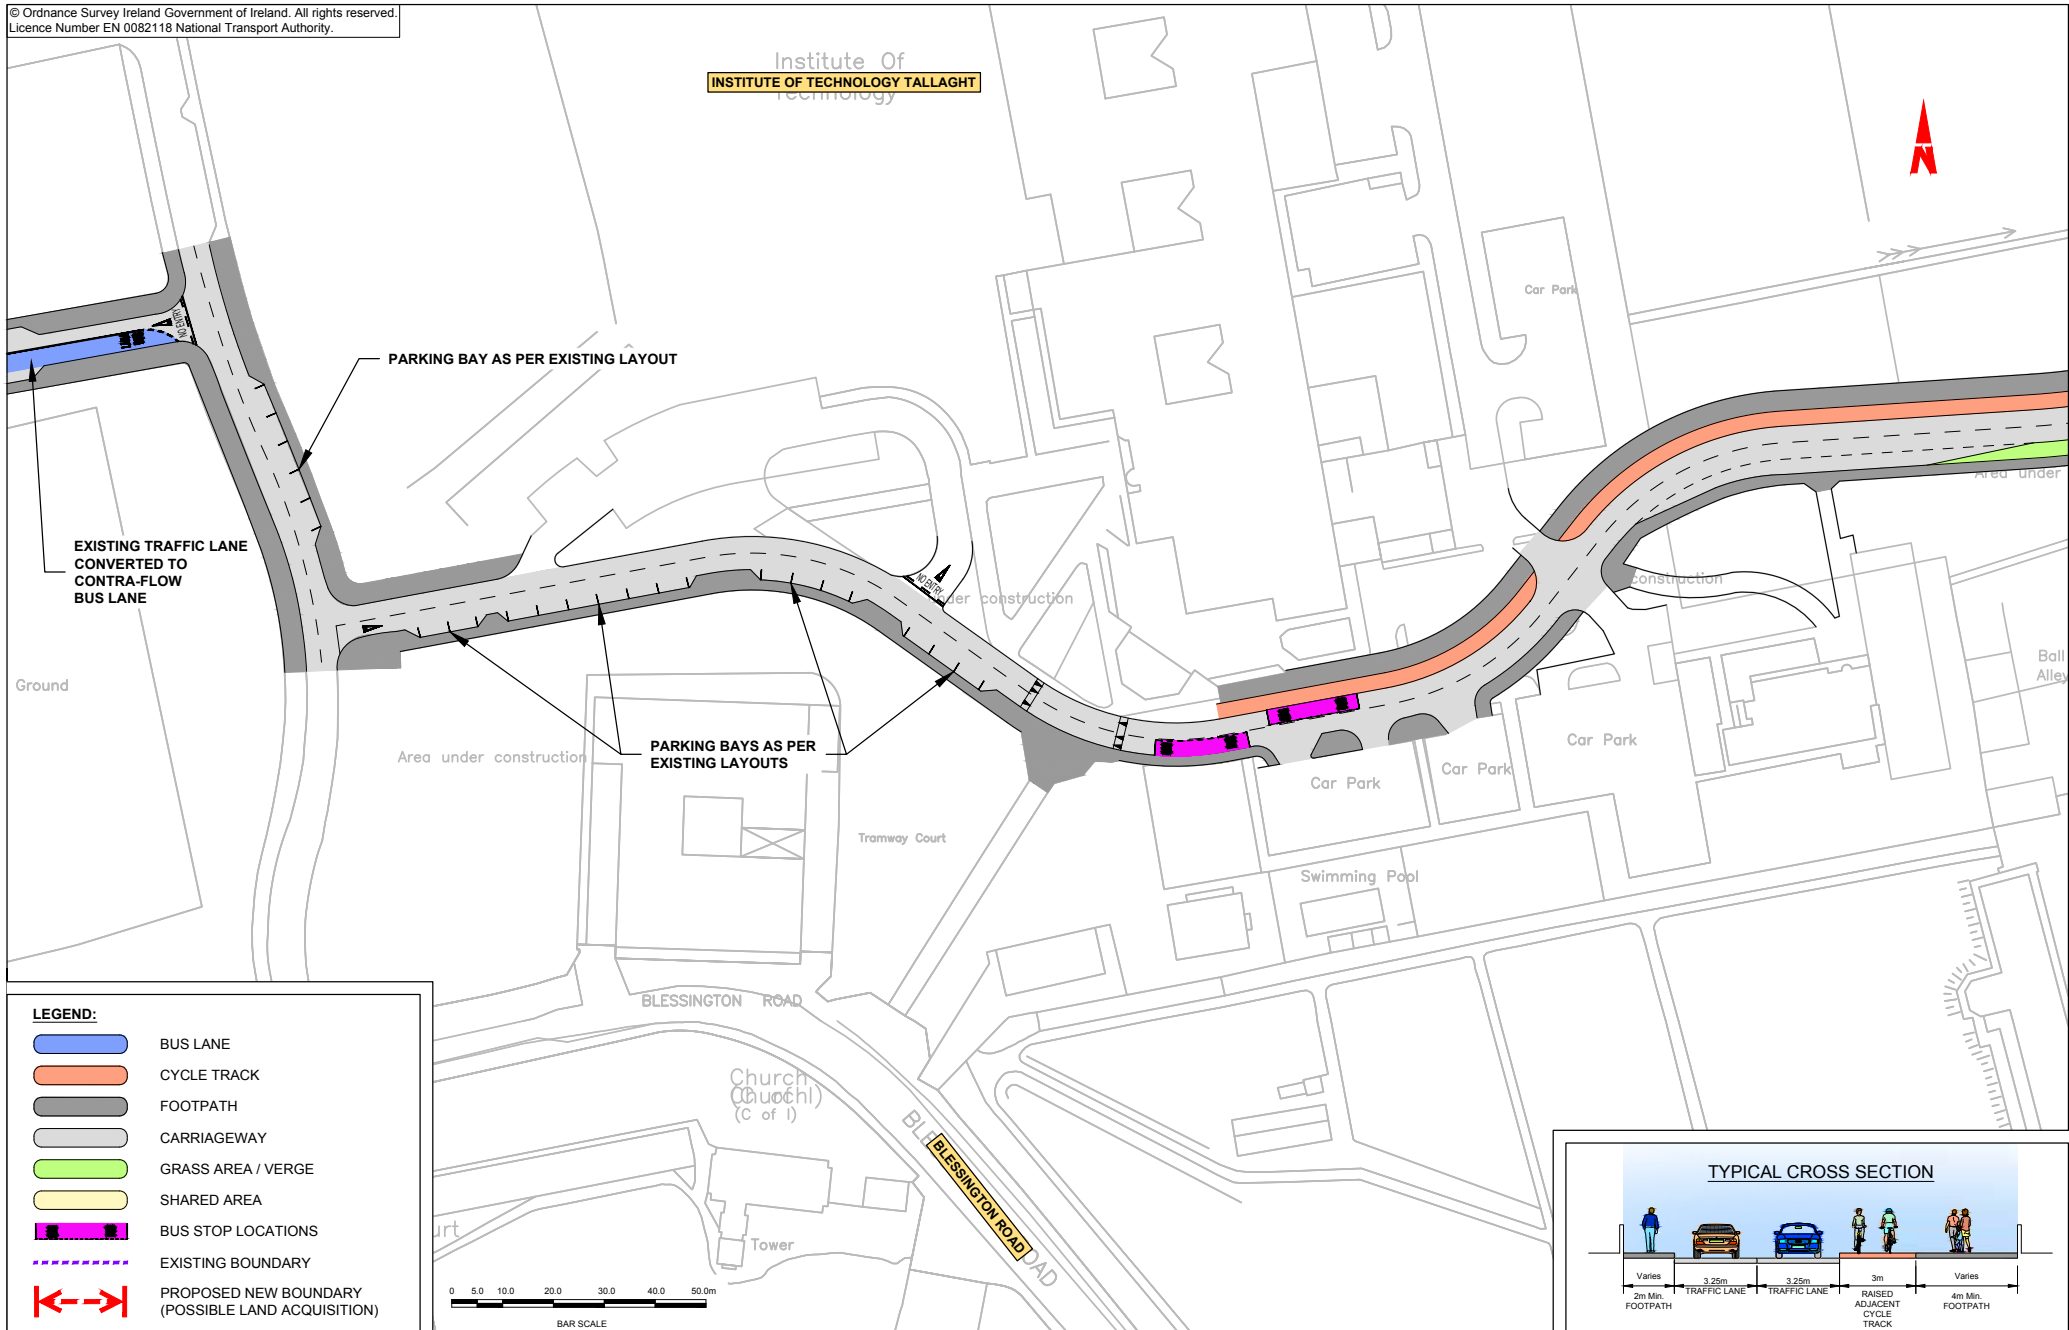 © Ordnance Survey Ireland Government of Ireland. All rights reserved.
Licence Number EN 0082118 National Transport Authority.
Institute Of
INSTITUTE OF TECHNOLOGY TALLAGHT
Technology
N
Car Park
NO ENTRY
PARKING BAY AS PER EXISTING LAYOUT
Area under
construction
EXISTING TRAFFIC LANE
CONVERTED TO
CONTRA-FLOW
BUS LANE
NO ENTRY
under construction
Ground
Ball
Alley
Area under construction
PARKING BAYS AS PER
EXISTING LAYOUTS
Car Park
Car Park
Car Park
Tramway Court
Swimming Pool
BLESSINGTON ROAD
Church
(C of I)
BLESSINGTON ROAD
Tower
LEGEND:
BUS LANE
CYCLE TRACK
FOOTPATH
CARRIAGEWAY
GRASS AREA / VERGE
SHARED AREA
BUS STOP LOCATIONS
EXISTING BOUNDARY
PROPOSED NEW BOUNDARY
(POSSIBLE LAND ACQUISITION)
0 5.0 10.0 20.0 30.0 40.0 50.0m
BAR SCALE
TYPICAL CROSS SECTION
Varies
2m Min.
FOOTPATH
3.25m
TRAFFIC LANE
3.25m
TRAFFIC LANE
3m
RAISED
ADJACENT
CYCLE
TRACK
Varies
4m Min.
FOOTPATH